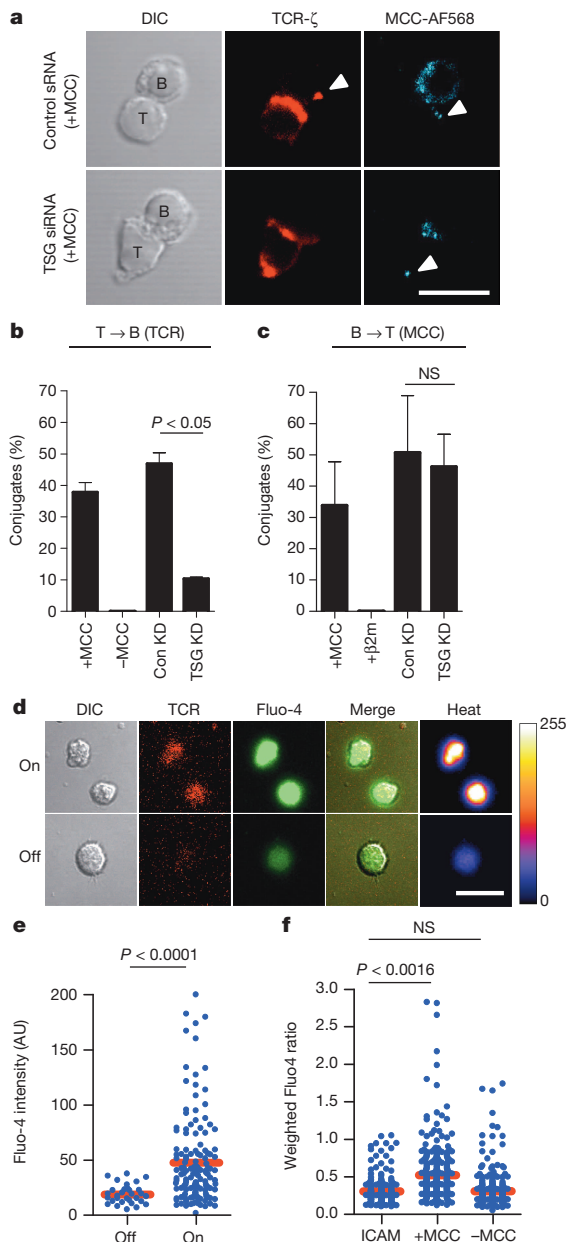 a
DIC TCR-ζ MCC-AF568
Control sRNA
(+MCC)
B
T
TSG siRNA
(+MCC)
B
T
b
T → B (TCR)
c
B → T (MCC)
Conjugates (%)
70
60
50
40
30
20
10
0
P < 0.05
+MCC
–MCC
Con KD
TSG KD
Conjugates (%)
70
60
50
40
30
20
10
0
NS
+MCC
+β2m
Con KD
TSG KD
d
DIC TCR Fluo-4 Merge Heat
On
Off
255
0
e
P < 0.0001
Fluo-4 intensity (AU)
200
150
100
50
0
Off On
f
NS
P < 0.0016
Weighted Fluo4 ratio
3.0
2.5
2.0
1.5
1.0
0.5
0
ICAM +MCC –MCC